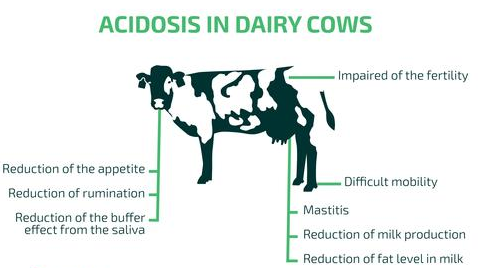 ACIDOSIS IN DAIRY COWS
Impaired of the fertility
Reduction of the appetite
Reduction of rumination
Reduction of the buffer
effect from the saliva
Difficult mobility
Mastitis
Reduction of milk production
Reduction of fat level in milk